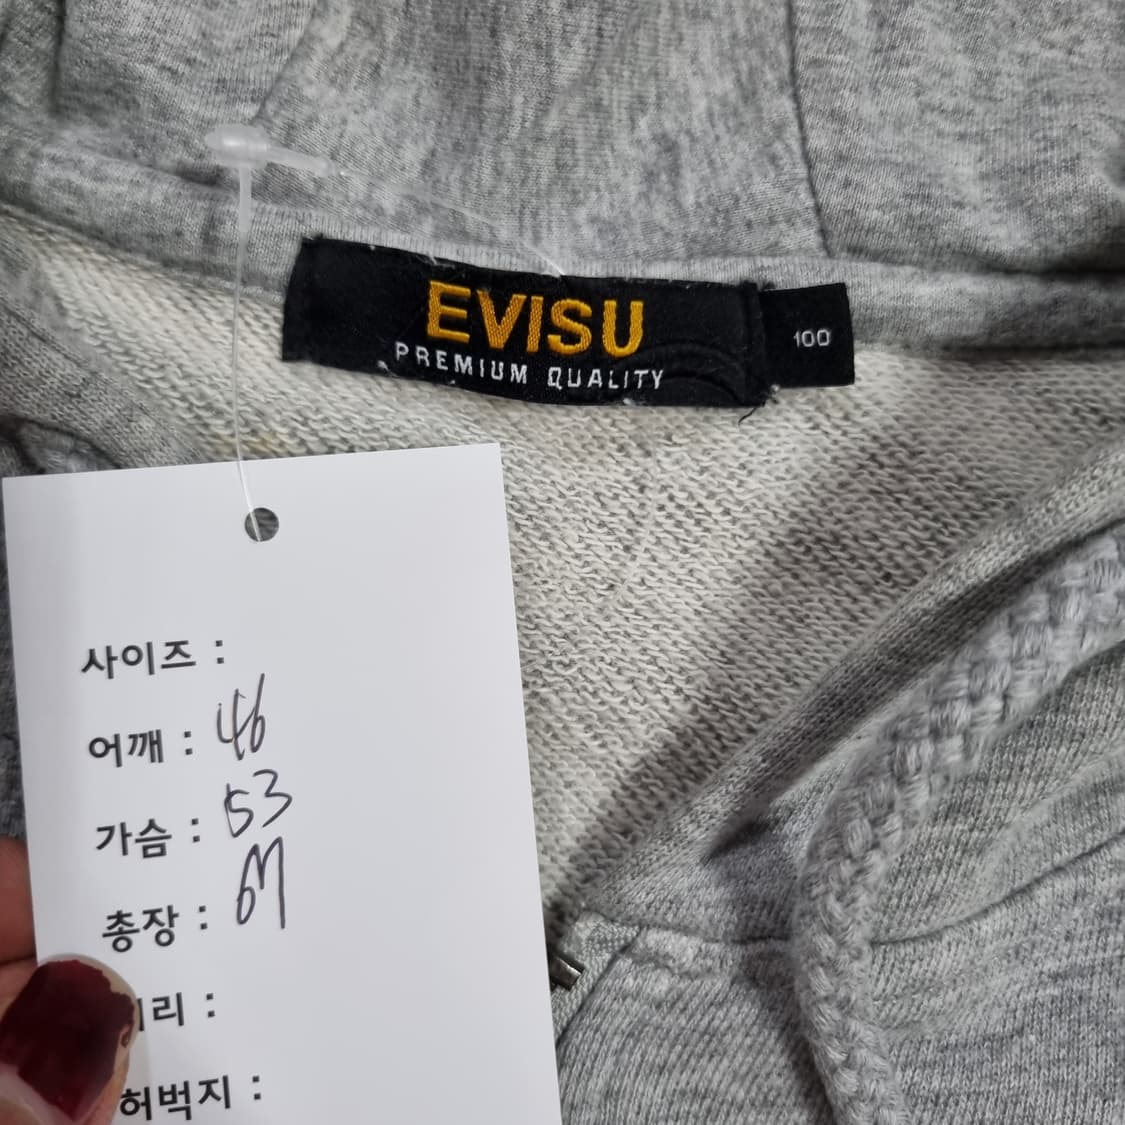 EVISU
PREMIUM QUALITY
100
사이즈 :
어깨 : 46
가슴 : 53
총장 : 67
리 :
허벅지 :